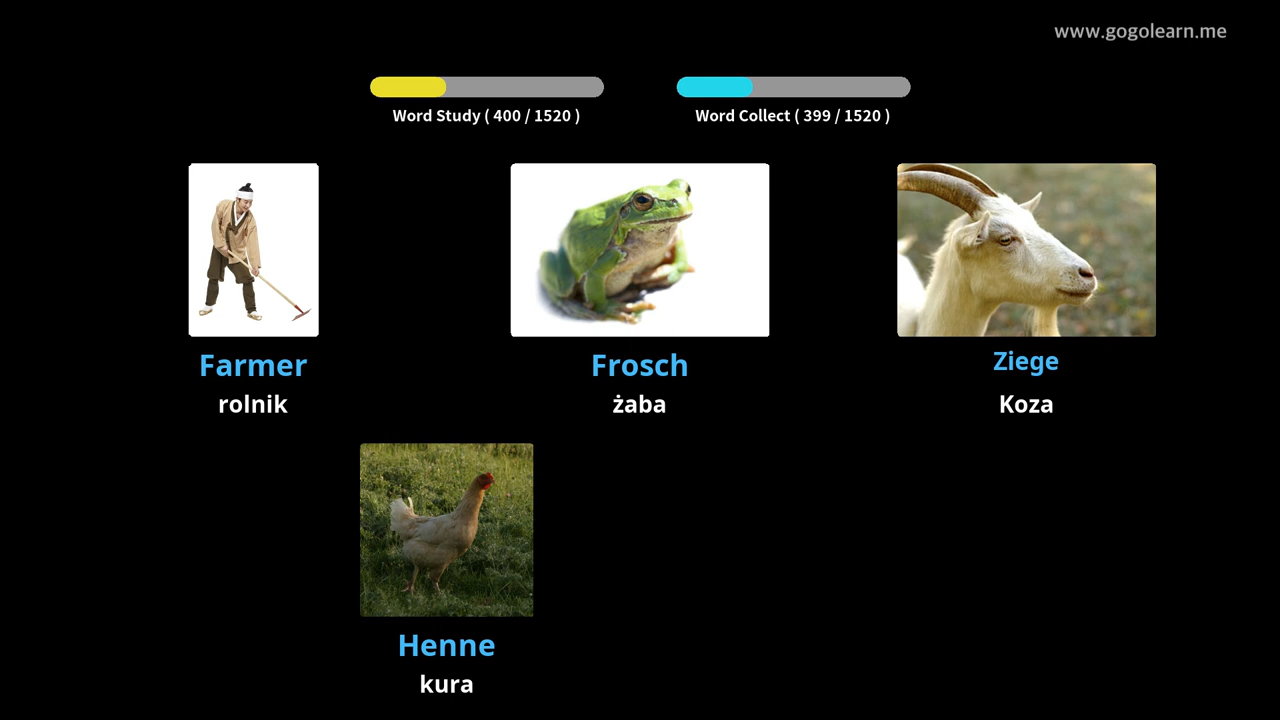 www.gogolearn.me
Word Study ( 400 / 1520 )
Word Collect ( 399 / 1520 )
Farmer
rolnik
Frosch
żaba
Ziege
Koza
Henne
kura